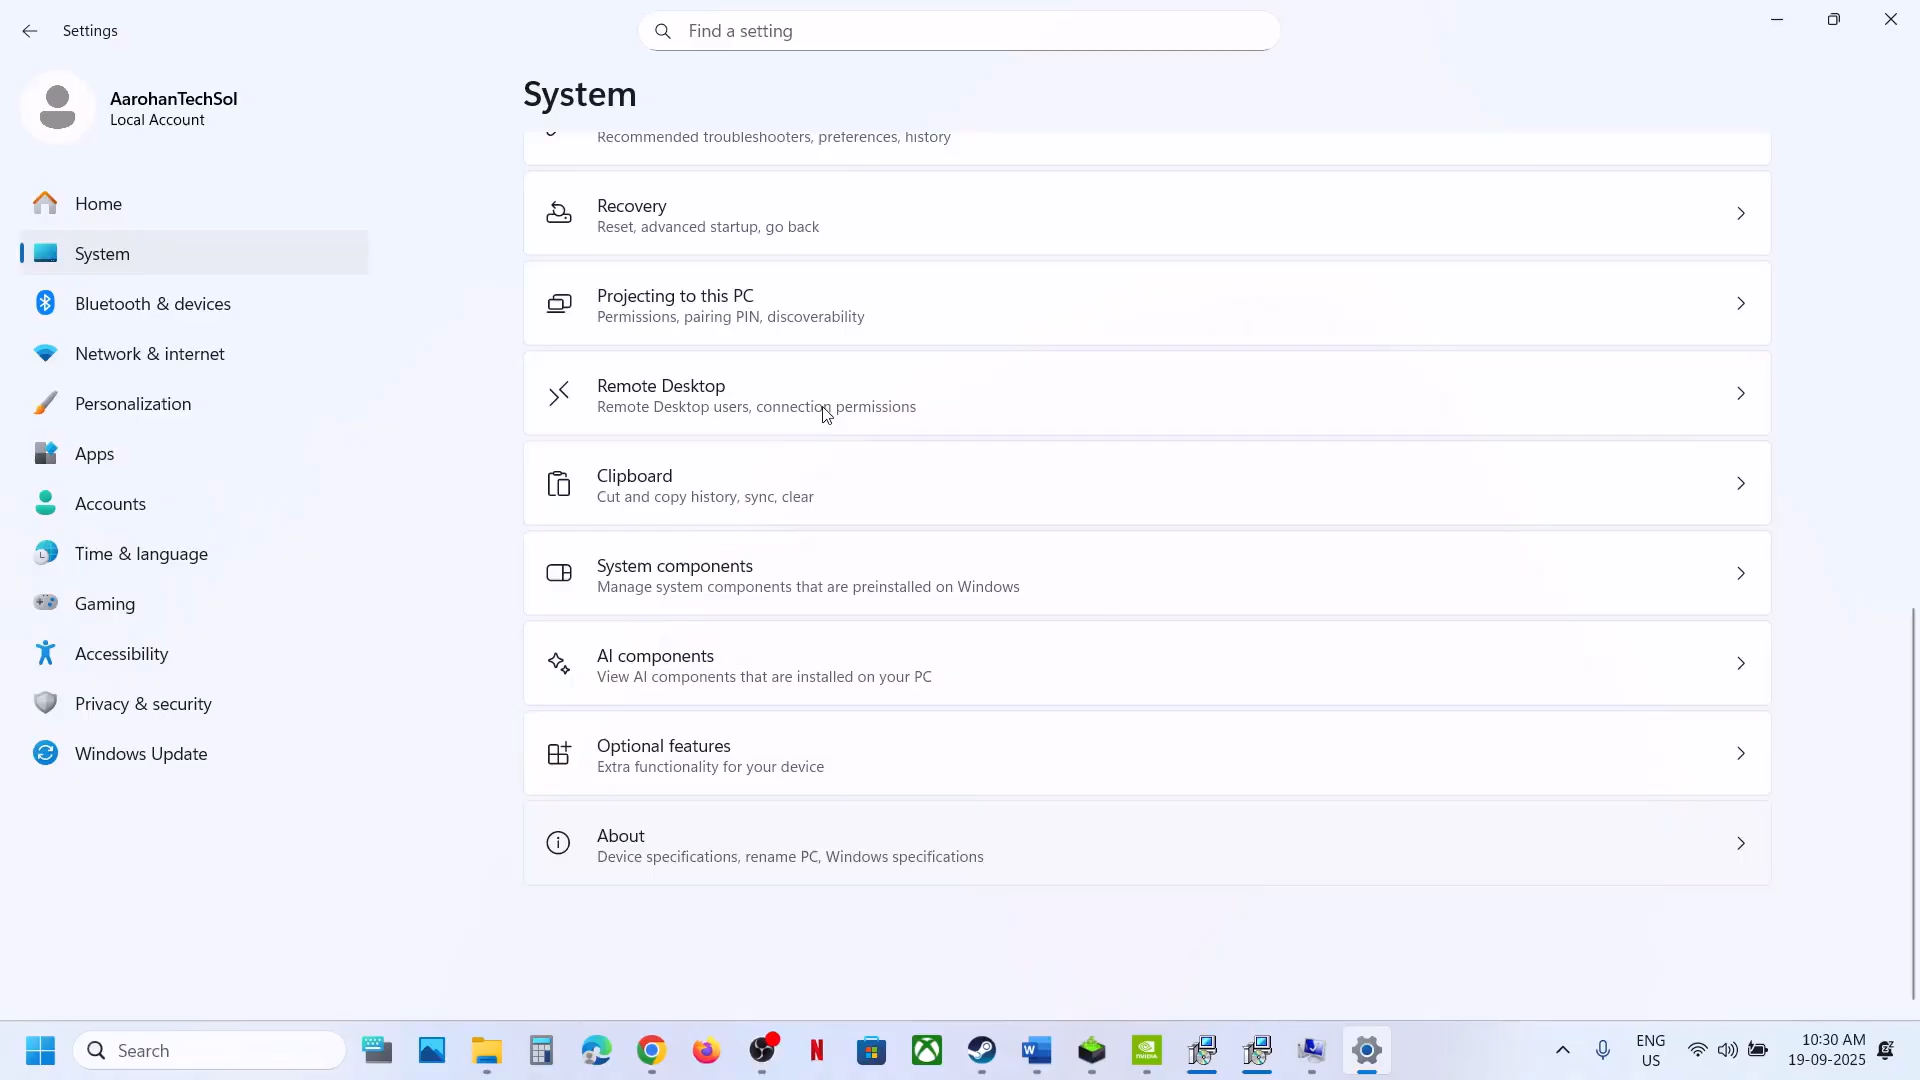 Settings
Find a setting
AarohanTechSol
Local Account
Home
System
Bluetooth & devices
Network & internet
Personalization
Apps
Accounts
Time & language
Gaming
Accessibility
Privacy & security
Windows Update
System
Recommended troubleshooters, preferences, history
Recovery
Reset, advanced startup, go back
Projecting to this PC
Permissions, pairing PIN, discoverability
Remote Desktop
Remote Desktop users, connection permissions
Clipboard
Cut and copy history, sync, clear
System components
Manage system components that are preinstalled on Windows
AI components
View AI components that are installed on your PC
Optional features
Extra functionality for your device
About
Device specifications, rename PC, Windows specifications
Search
ENG
US
10:30 AM
19-09-2025